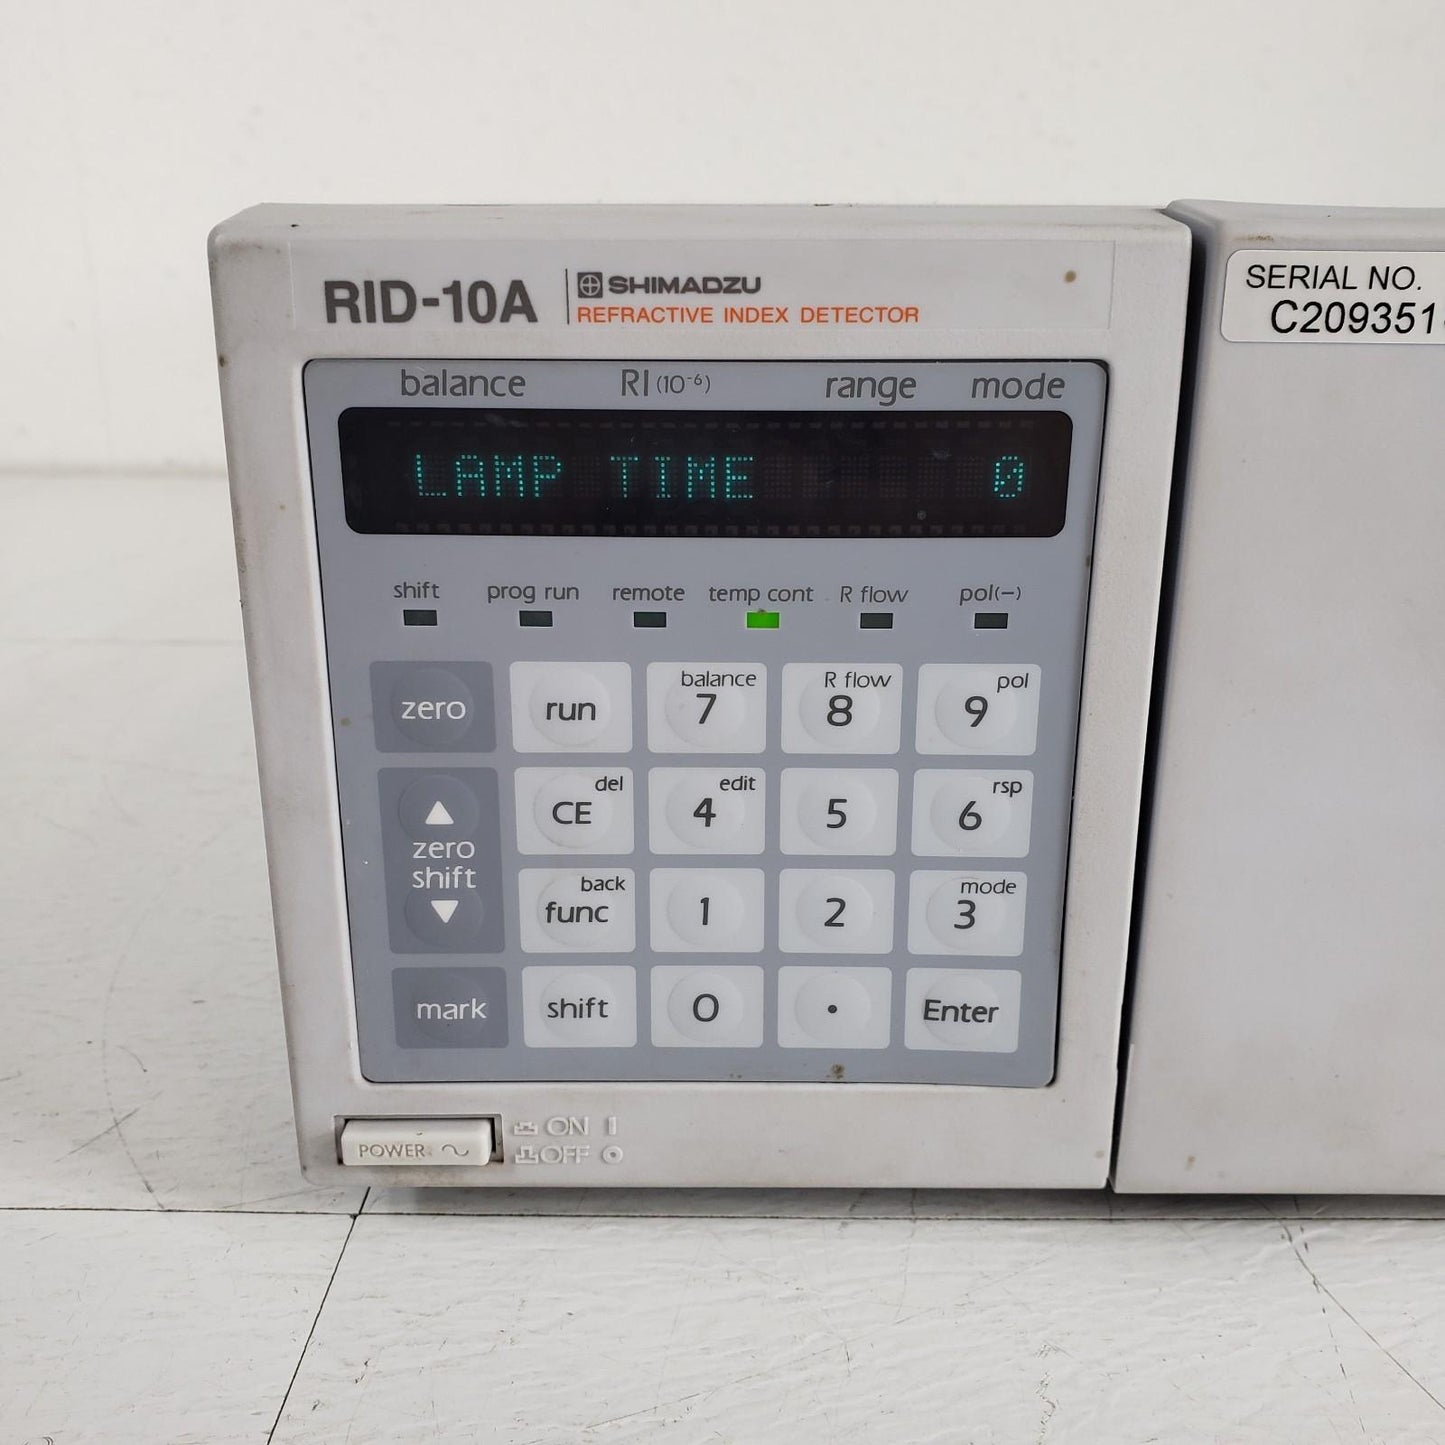 RID-10A
SHIMADZU
REFRACTIVE INDEX DETECTOR
SERIAL NO.
C209351
balance RI (10⁻⁶) range mode
LAMP TIME 0
shift prog run remote temp cont R flow pol(−)
zero run balance 7 R flow 8 pol 9
▲ zero shift ▼
del CE edit 4 5 rsp 6
back func 1 2 mode 3
mark shift 0 . Enter
POWER ON I
OFF